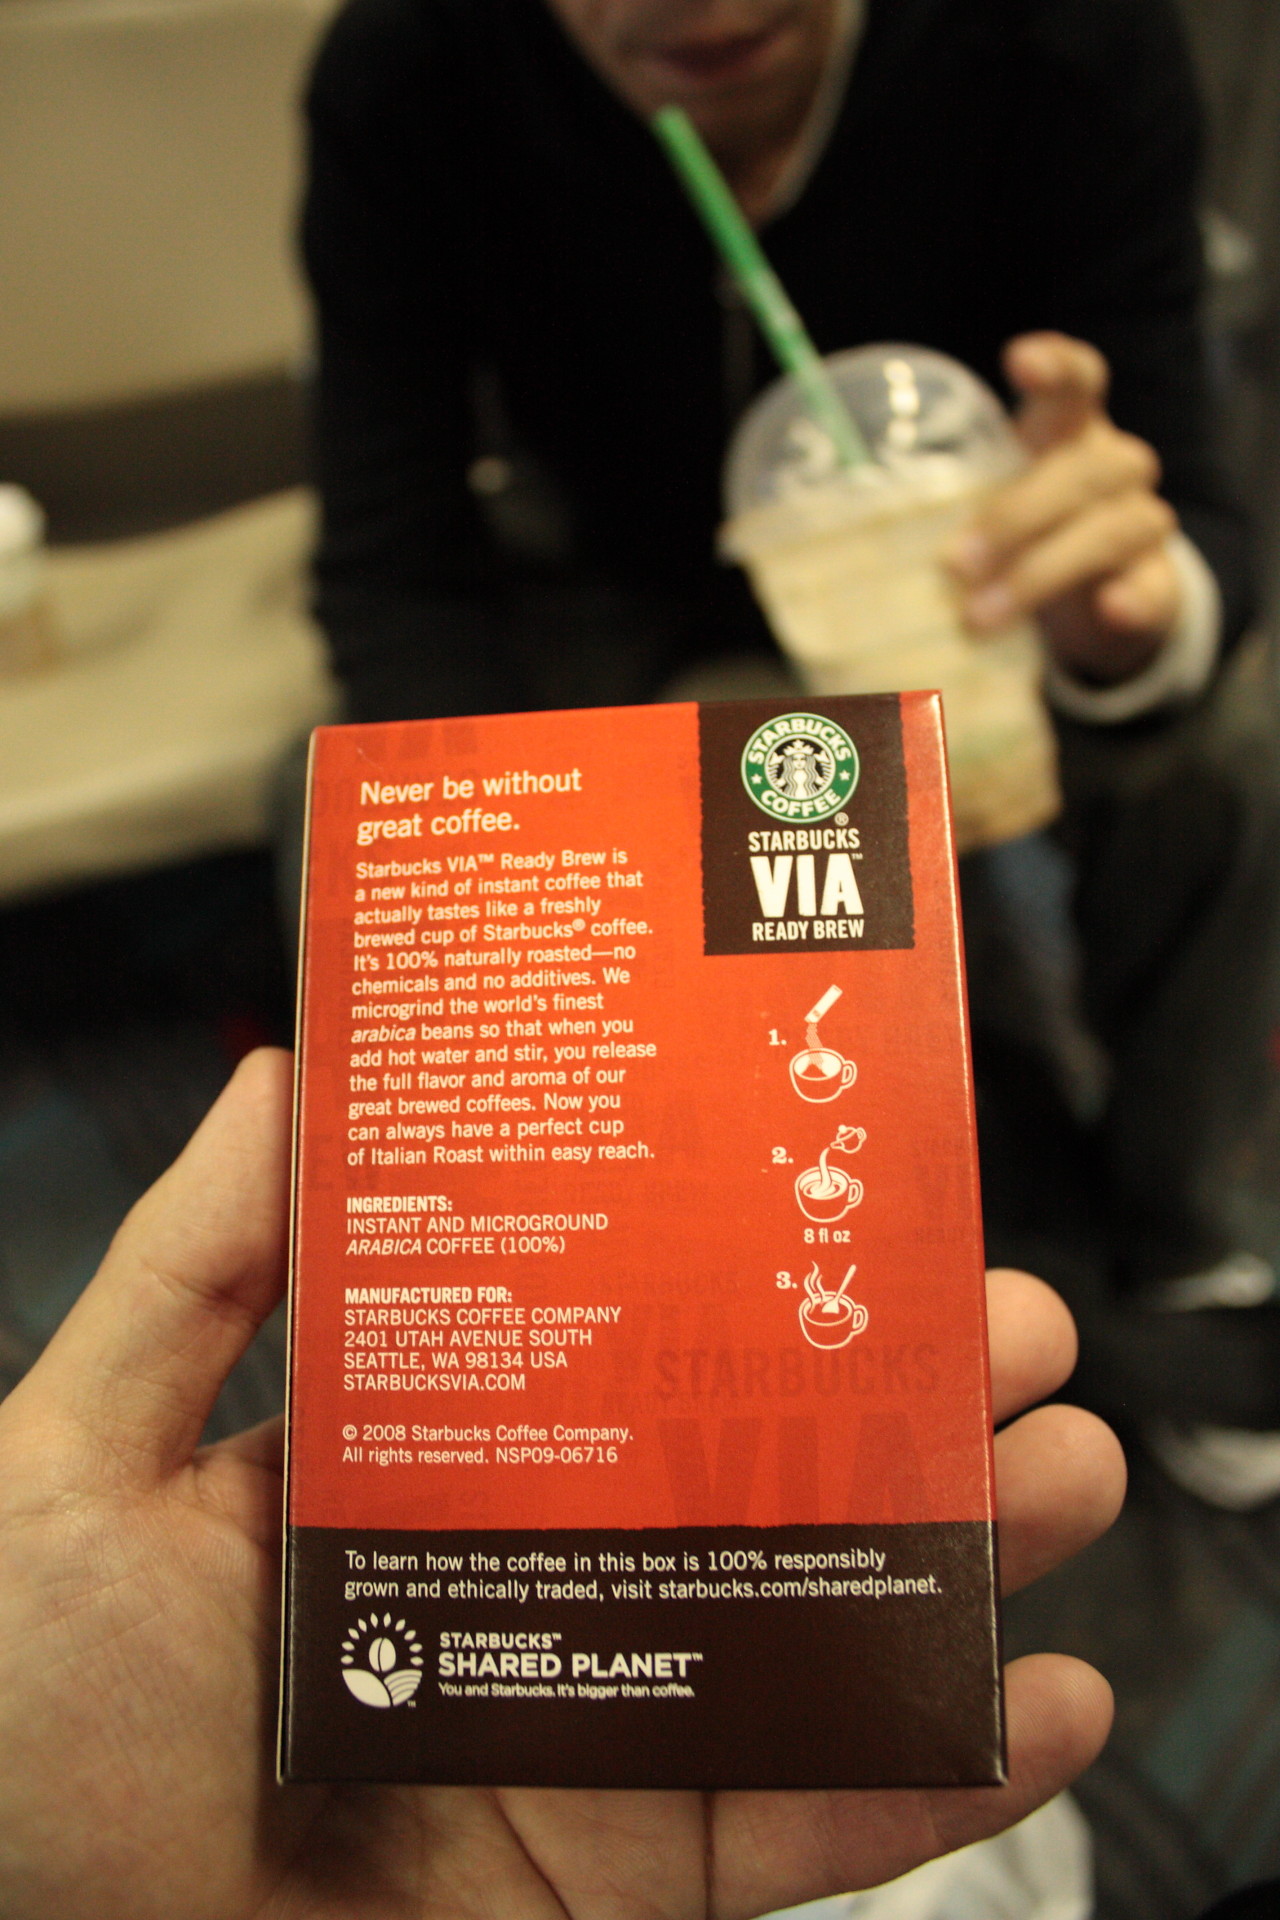 Never be without
great coffee.
Starbucks VIA™ Ready Brew is
a new kind of instant coffee that
actually tastes like a freshly
brewed cup of Starbucks® coffee.
It's 100% naturally roasted—no
chemicals and no additives. We
microgrind the world's finest
arabica beans so that when you
add hot water and stir, you release
the full flavor and aroma of our
great brewed coffees. Now you
can always have a perfect cup
of Italian Roast within easy reach.
INGREDIENTS:
INSTANT AND MICROGROUND
ARABICA COFFEE (100%)
MANUFACTURED FOR:
STARBUCKS COFFEE COMPANY
2401 UTAH AVENUE SOUTH
SEATTLE, WA 98134 USA
STARBUCKSVIA.COM
© 2008 Starbucks Coffee Company.
All rights reserved. NSP09-06716
STARBUCKS
COFFEE
®
STARBUCKS
VIA™
READY BREW
1.
2.
8 fl oz
3.
STARBUCKS
VIA
To learn how the coffee in this box is 100% responsibly
grown and ethically traded, visit starbucks.com/sharedplanet.
STARBUCKS™
SHARED PLANET™
You and Starbucks. It's bigger than coffee.